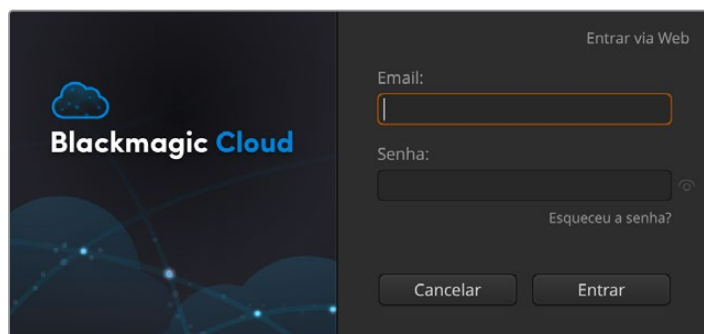 Blackmagic Cloud
Entrar via Web
Email:
Senha:
Esqueceu a senha?
Cancelar
Entrar